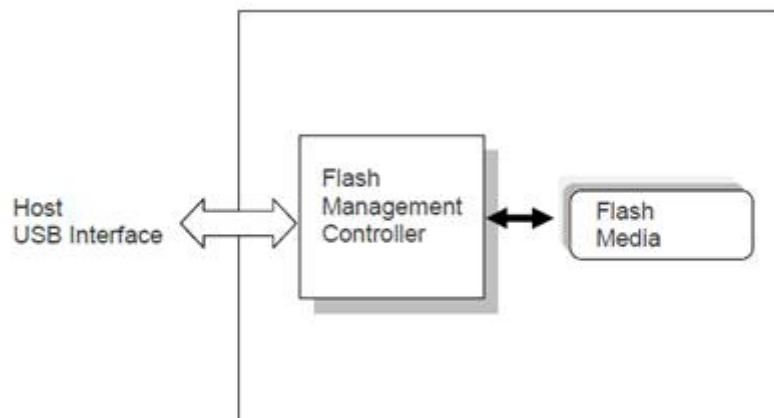 Host
USB Interface
Flash
Management
Controller
Flash
Media